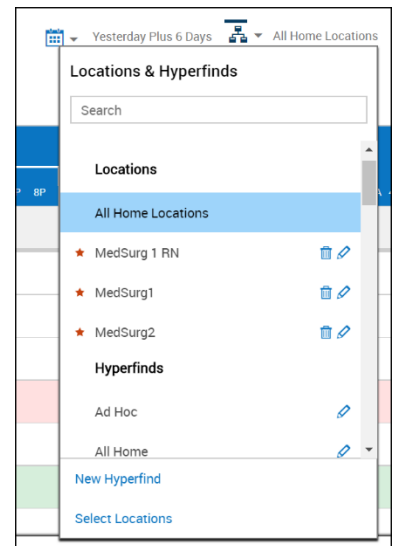 Yesterday Plus 6 Days All Home Locations
Locations & Hyperfinds
Search
Locations
8P
All Home Locations
MedSurg 1 RN
MedSurg1
MedSurg2
Hyperfinds
Ad Hoc
All Home
New Hyperfind
Select Locations